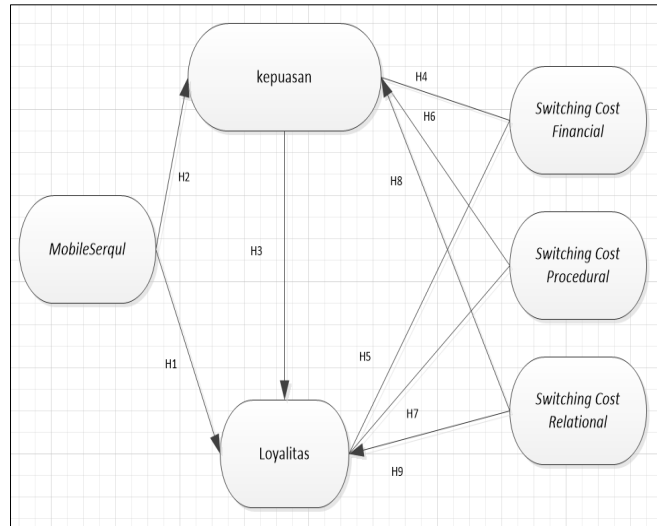 kepuasan
H4
Switching Cost
Financial
H6
H2
H8
MobileSerqul
H3
Switching Cost
Procedural
H1
H5
H7
Switching Cost
Relational
Loyalitas
H9